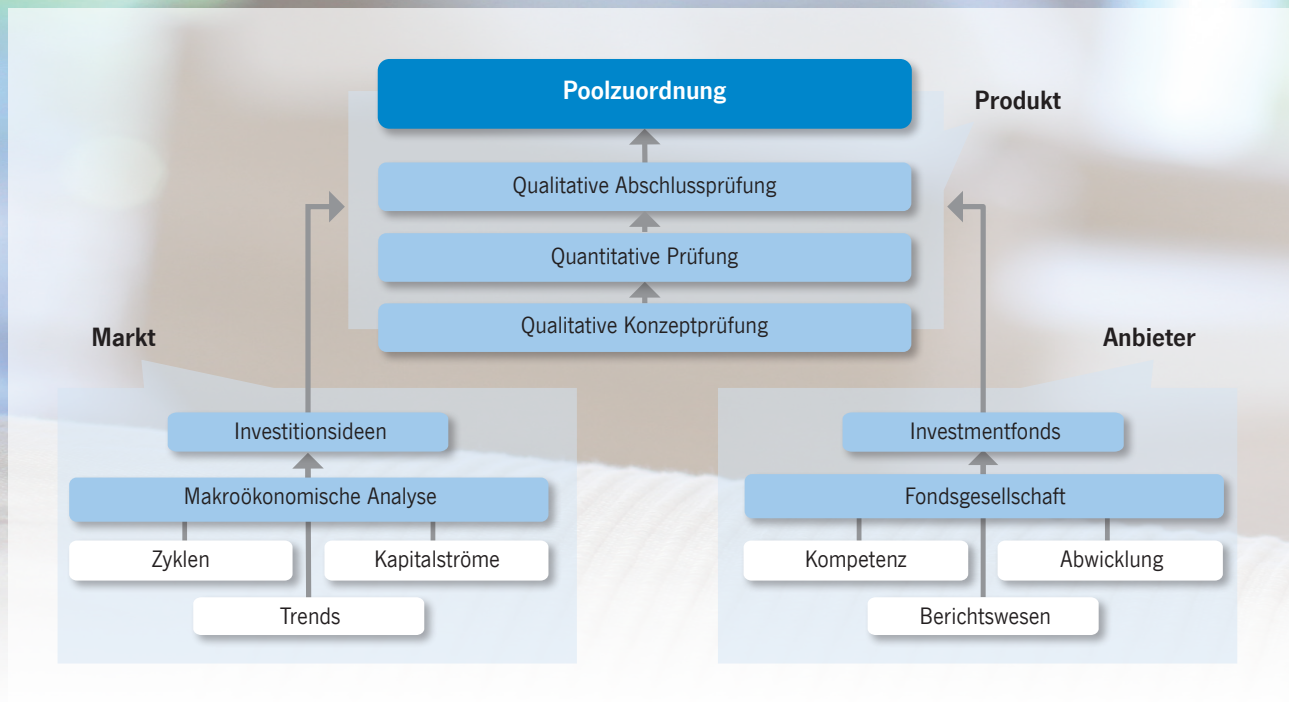 Poolzuordnung
Produkt
Qualitative Abschlussprüfung
Quantitative Prüfung
Qualitative Konzeptprüfung
Markt
Investitionsideen
Makroökonomische Analyse
Zyklen
Kapitalströme
Trends
Anbieter
Investmentfonds
Fondsgesellschaft
Kompetenz
Abwicklung
Berichtswesen